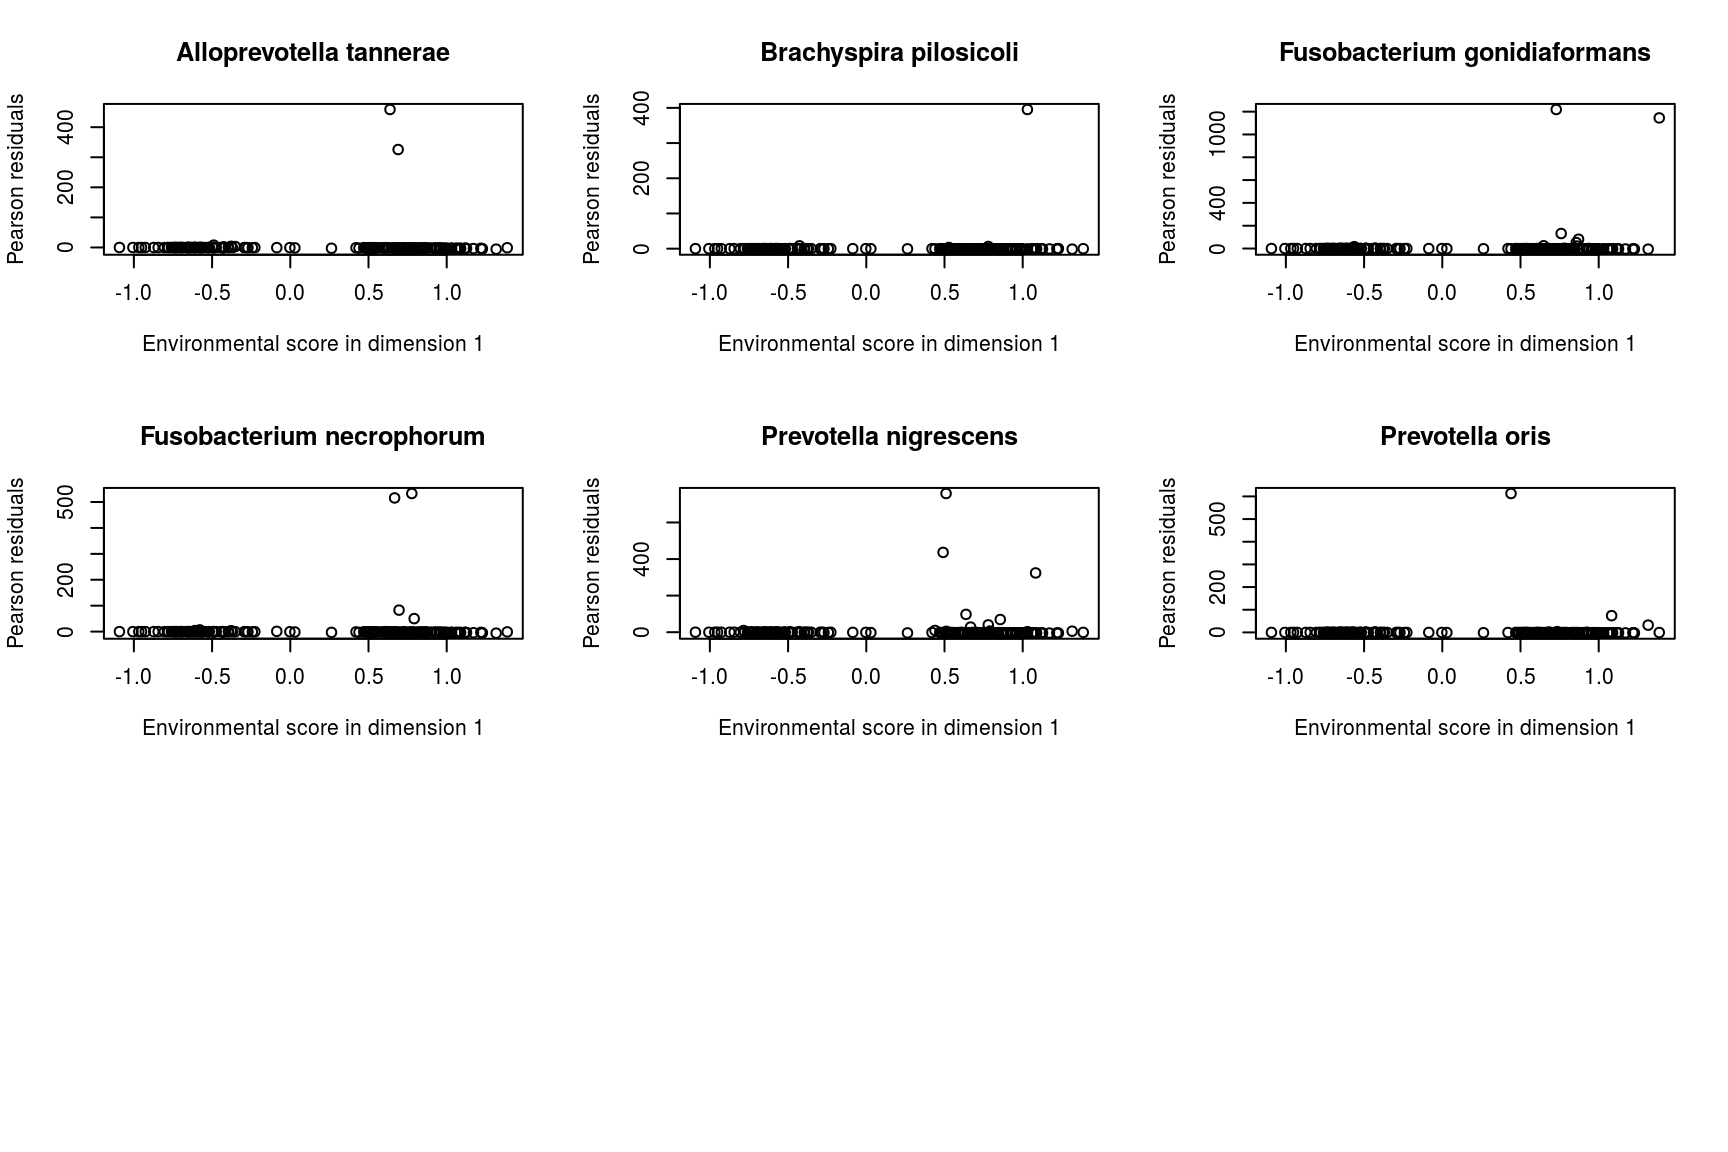 Alloprevotella tannerae
Pearson residuals
400
200
0
-1.0 -0.5 0.0 0.5 1.0
Environmental score in dimension 1
Brachyspira pilosicoli
Pearson residuals
400
200
0
-1.0 -0.5 0.0 0.5 1.0
Environmental score in dimension 1
Fusobacterium gonidiaformans
Pearson residuals
1000
400
0
-1.0 -0.5 0.0 0.5 1.0
Environmental score in dimension 1
Fusobacterium necrophorum
Pearson residuals
500
200
0
-1.0 -0.5 0.0 0.5 1.0
Environmental score in dimension 1
Prevotella nigrescens
Pearson residuals
400
0
-1.0 -0.5 0.0 0.5 1.0
Environmental score in dimension 1
Prevotella oris
Pearson residuals
500
200
0
-1.0 -0.5 0.0 0.5 1.0
Environmental score in dimension 1